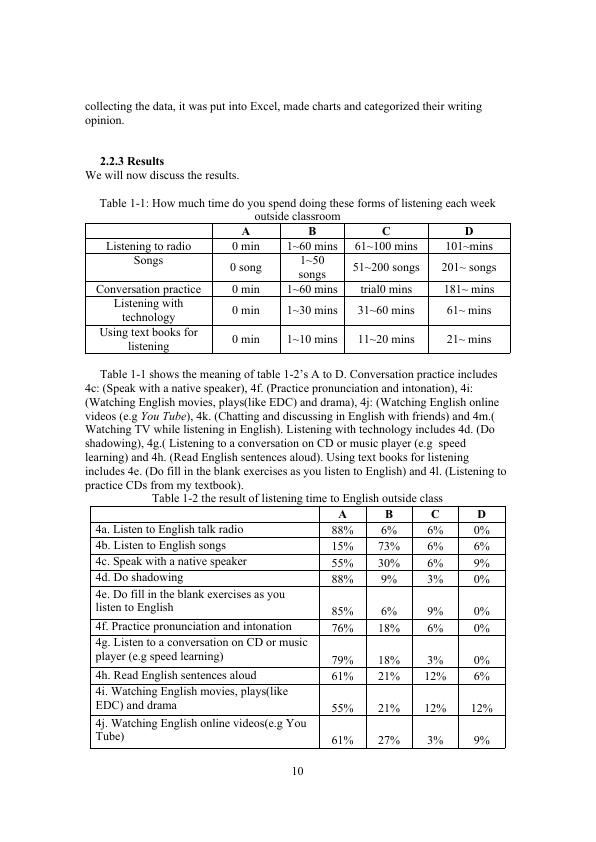 collecting the data, it was put into Excel, made charts and categorized their writing
opinion.
2.2.3 Results
We will now discuss the results.
Table 1-1: How much time do you spend doing these forms of listening each week
outside classroom
A B C D
Listening to radio 0 min 1~60 mins 61~100 mins 101~mins
Songs 0 song 1~50 songs 51~200 songs 201~ songs
Conversation practice 0 min 1~60 mins trial0 mins 181~ mins
Listening with technology 0 min 1~30 mins 31~60 mins 61~ mins
Using text books for listening 0 min 1~10 mins 11~20 mins 21~ mins
Table 1-1 shows the meaning of table 1-2’s A to D. Conversation practice includes
4c: (Speak with a native speaker), 4f. (Practice pronunciation and intonation), 4i:
(Watching English movies, plays(like EDC) and drama), 4j: (Watching English online
videos (e.g You Tube), 4k. (Chatting and discussing in English with friends) and 4m.(
Watching TV while listening in English). Listening with technology includes 4d. (Do
shadowing), 4g.( Listening to a conversation on CD or music player (e.g  speed
learning) and 4h. (Read English sentences aloud). Using text books for listening
includes 4e. (Do fill in the blank exercises as you listen to English) and 4l. (Listening to
practice CDs from my textbook).
Table 1-2 the result of listening time to English outside class
A B C D
4a. Listen to English talk radio 88% 6% 6% 0%
4b. Listen to English songs 15% 73% 6% 6%
4c. Speak with a native speaker 55% 30% 6% 9%
4d. Do shadowing 88% 9% 3% 0%
4e. Do fill in the blank exercises as you
listen to English 85% 6% 9% 0%
4f. Practice pronunciation and intonation 76% 18% 6% 0%
4g. Listen to a conversation on CD or music
player (e.g speed learning) 79% 18% 3% 0%
4h. Read English sentences aloud 61% 21% 12% 6%
4i. Watching English movies, plays(like
EDC) and drama 55% 21% 12% 12%
4j. Watching English online videos(e.g You
Tube) 61% 27% 3% 9%
10